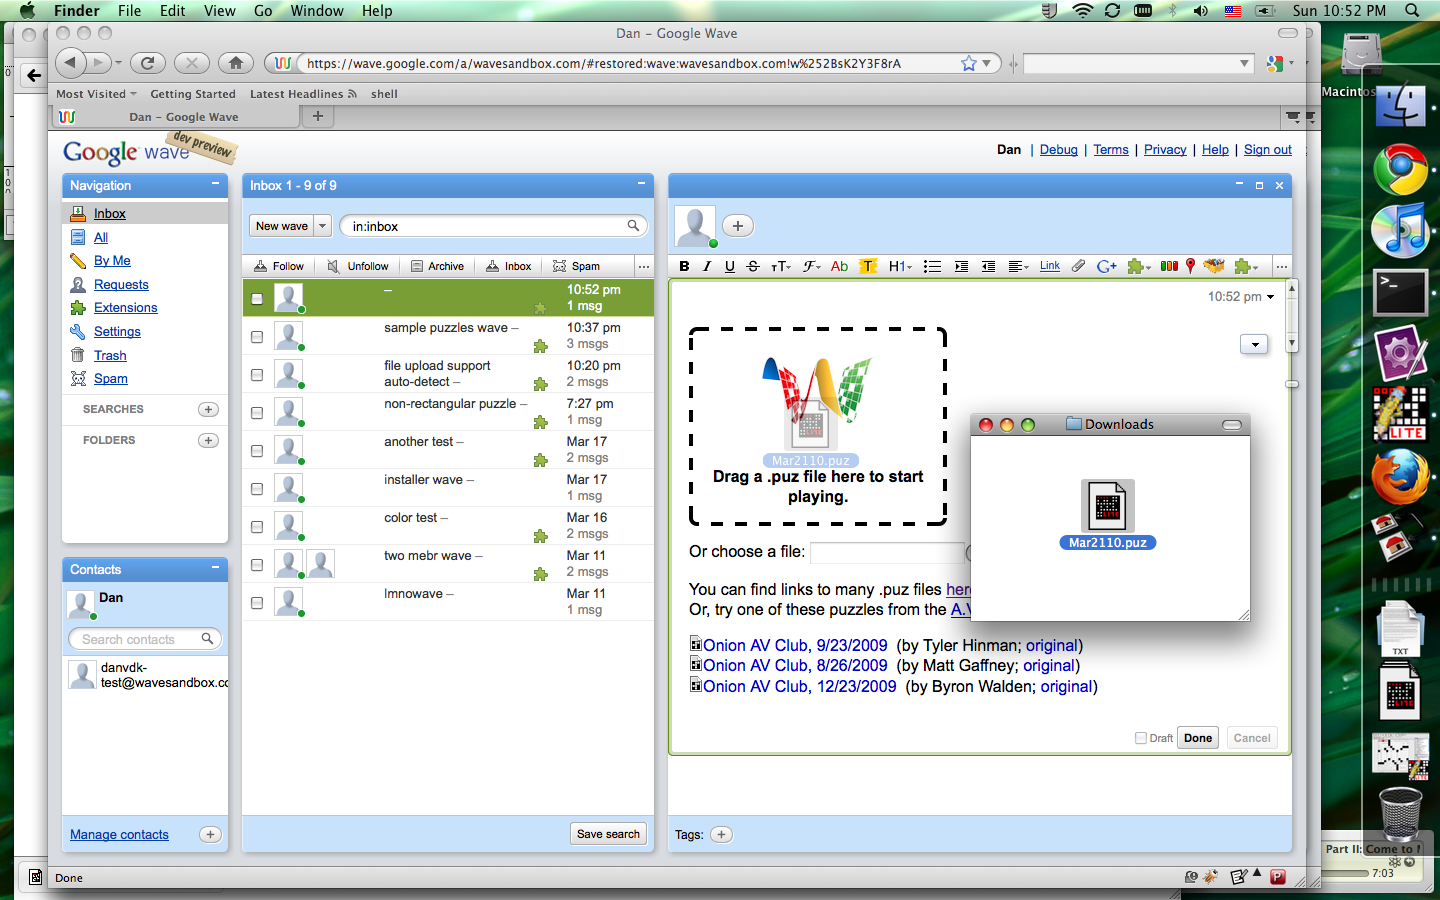 Finder File Edit View Go Window Help
Sun 10:52 PM
Dan – Google Wave
https://wave.google.com/a/wavesandbox.com/#restored:wave:wavesandbox.com!w%252BsK2Y3F8rA
Most Visited Getting Started Latest Headlines shell
Dan – Google Wave
Macintos
Google wave
dev preview
Dan | Debug | Terms | Privacy | Help | Sign out
Navigation
Inbox
All
By Me
Requests
Extensions
Settings
Trash
Spam
SEARCHES
FOLDERS
Contacts
Dan
Search contacts
danvdk-
test@wavesandbox.co
Manage contacts
Inbox 1 - 9 of 9
New wave
in:inbox
Follow Unfollow Archive Inbox Spam ...
– 10:52 pm
1 msg
sample puzzles wave – 10:37 pm
3 msgs
file upload support 10:20 pm
auto-detect – 2 msgs
non-rectangular puzzle – 7:27 pm
1 msg
another test – Mar 17
2 msgs
installer wave – Mar 17
1 msg
color test – Mar 16
2 msgs
two mebr wave – Mar 11
2 msgs
lmnowave – Mar 11
1 msg
Save search
B I U S TT F Ab T H1 Link G+ ...
10:52 pm
Mar2110.puz
Drag a .puz file here to start
playing.
Or choose a file:
You can find links to many .puz files her
Or, try one of these puzzles from the A.V
Onion AV Club, 9/23/2009 (by Tyler Hinman; original)
Onion AV Club, 8/26/2009 (by Matt Gaffney; original)
Onion AV Club, 12/23/2009 (by Byron Walden; original)
Draft Done Cancel
Tags:
Downloads
Mar2110.puz
LITE
TXT
LITE
Part II: Come to M
7:03
Done